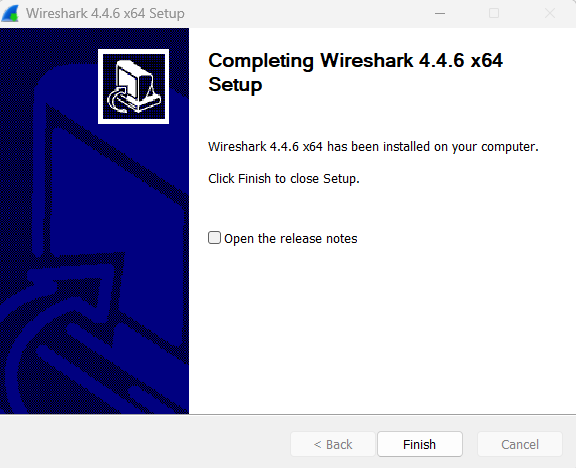 Wireshark 4.4.6 x64 Setup
Completing Wireshark 4.4.6 x64
Setup
Wireshark 4.4.6 x64 has been installed on your computer.
Click Finish to close Setup.
Open the release notes
< Back
Finish
Cancel